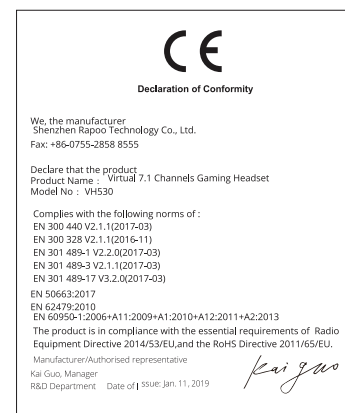 CE
Declaration of Conformity
We, the manufacturer
Shenzhen Rapoo Technology Co., Ltd.
Fax: +86-0755-2858 8555
Declare that the product
Product Name : Virtual 7.1 Channels Gaming Headset
Model No : VH530
Complies with the following norms of :
EN 300 440 V2.1.1(2017-03)
EN 300 328 V2.1.1(2016-11)
EN 301 489-1 V2.2.0(2017-03)
EN 301 489-3 V2.1.1(2017-03)
EN 301 489-17 V3.2.0(2017-03)
EN 50663:2017
EN 62479:2010
EN 60950-1:2006+A11:2009+A1:2010+A12:2011+A2:2013
The product is in compliance with the essential requirements of Radio
Equipment Directive 2014/53/EU,and the RoHS Directive 2011/65/EU.
Manufacturer/Authorised representative
Kai Guo, Manager
R&D Department Date of Issue: Jan. 11, 2019
Kai guo